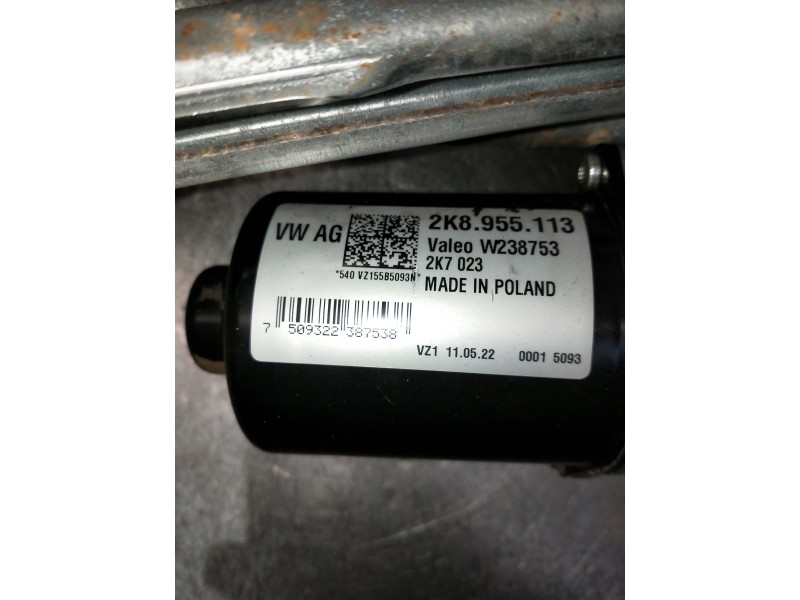 VW AG
2K8.955.113
Valeo W238753
2K7 023
*540 VZ155B5093N*
MADE IN POLAND
7 509322 387538
VZ1 11.05.22 0001 5093